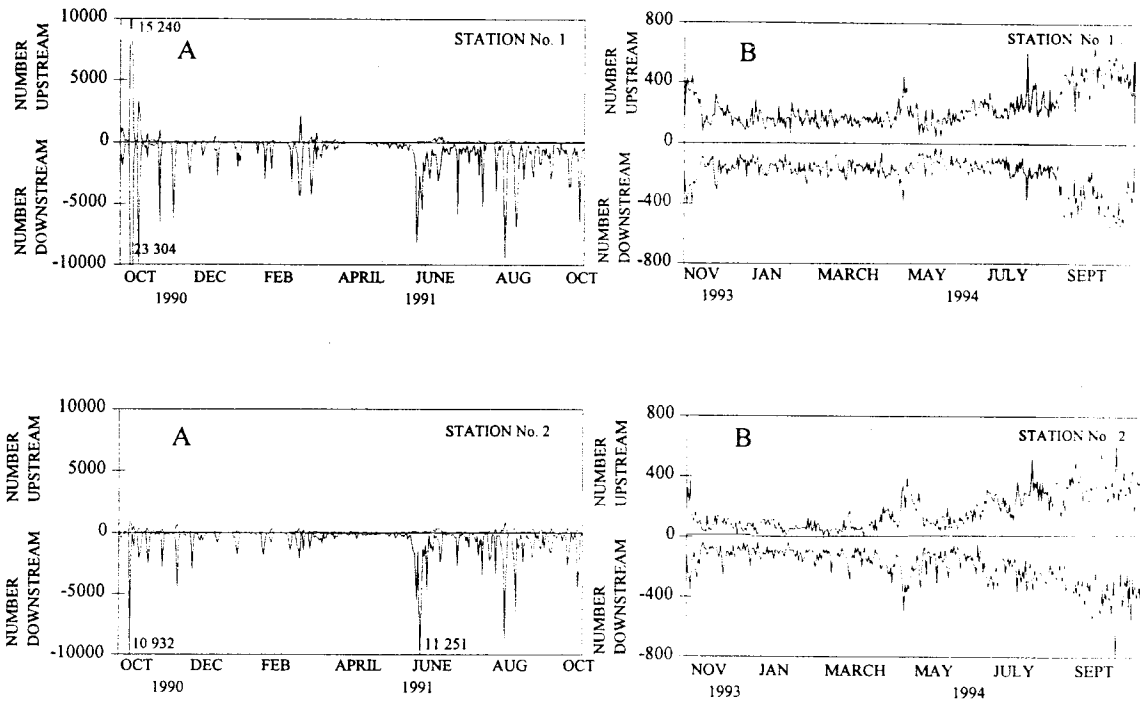 10000
5000
0
-5000
-10000
NUMBER UPSTREAM
NUMBER DOWNSTREAM
15 240
A
STATION No. 1
23 304
OCT DEC FEB APRIL JUNE AUG OCT
1990 1991
800
400
0
-400
-800
NUMBER UPSTREAM
NUMBER DOWNSTREAM
B
STATION No. 1
NOV JAN MARCH MAY JULY SEPT
1993 1994
10000
5000
0
-5000
-10000
NUMBER UPSTREAM
NUMBER DOWNSTREAM
A
STATION No. 2
10 932
11 251
OCT DEC FEB APRIL JUNE AUG OCT
1990 1991
800
400
0
-400
-800
NUMBER UPSTREAM
NUMBER DOWNSTREAM
B
STATION No. 2
NOV JAN MARCH MAY JULY SEPT
1993 1994